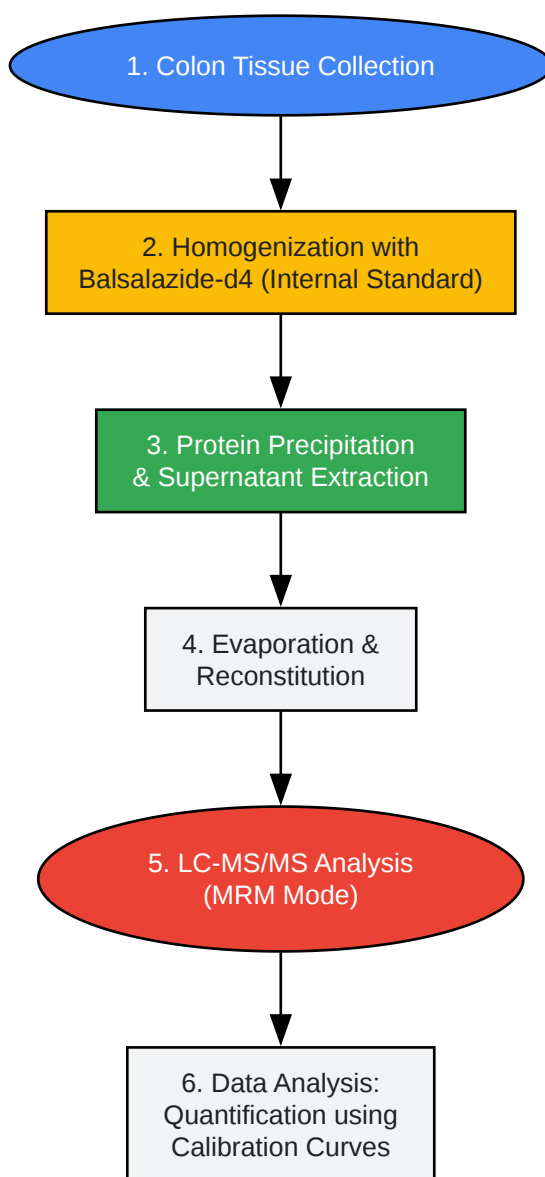 1. Colon Tissue Collection
2. Homogenization with
Balsalazide-d4 (Internal Standard)
3. Protein Precipitation
& Supernatant Extraction
4. Evaporation &
Reconstitution
5. LC-MS/MS Analysis
(MRM Mode)
6. Data Analysis:
Quantification using
Calibration Curves